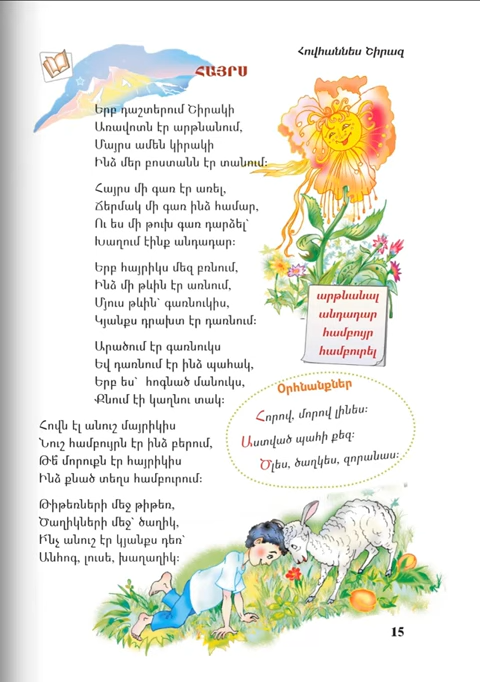 Հովհաննես Շիրազ
ՀԱՅՐՍ
Երբ դաշտերում Շիրակի
Առավոտն էր արթնանում,
Մայրս ամեն կիրակի
Ինձ մեր բոստանն էր տանում:
Հայրս մի գառ էր առել,
Ճերմակ մի գառ ինձ համար,
Ու ես մի թուխ գառ դարձել՝
Խաղում էինք անդադար:
Երբ հայրիկս մեզ բռնում,
Ինձ մի թևին էր առնում,
Մյուս թևին՝ գառնուկիս,
Կյանքս դրախտ էր դառնում:
Արածում էր գառնուկս
Եվ դառնում էր ինձ պահակ,
Երբ ես՝ հոգնած մանուկս,
Քնում էի կաղնու տակ:
Հովն էլ անուշ մայրիկիս
Նուշ համբույրն էր ինձ բերում,
Թե՞ մորուքն էր հայրիկիս
Ինձ քնած տեղս համբուրում:
Թիթեռների մեջ թիթեռ,
Ծաղիկների մեջ՝ ծաղիկ,
Ի՜նչ անուշ էր կյանքս դեռ՝
Անհոգ, լուսե, խաղաղիկ:
արթնանալ
անդադար
համբույր
համբուրել
Օրհնանքներ
Հորով, մորով լինես:
Աստված պահի քեզ:
Ծլես, ծաղկես, զորանաս:
15